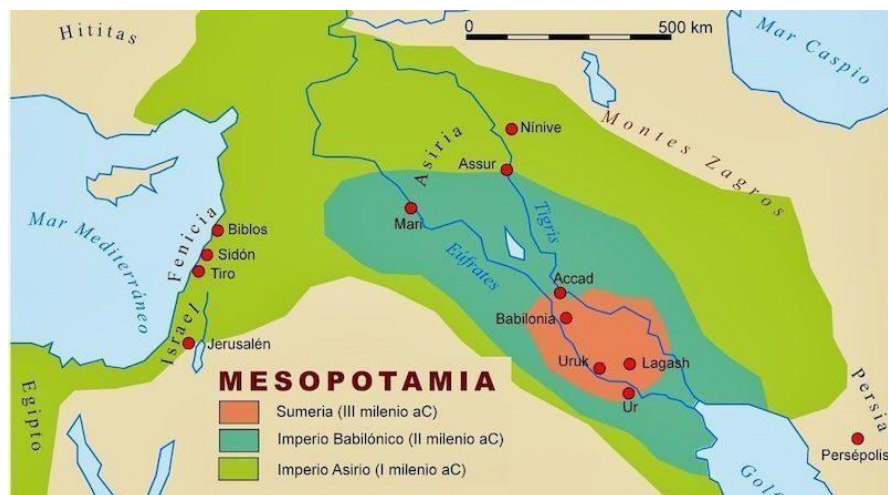 Hititas
0
500 km
Mar Caspio
Nínive
Montes Zagros
Asiria
Assur
Tigris
Mari
Éufrates
Mar Mediterráneo
Fenicia
Biblos
Sidón
Tiro
Accad
Babilonia
Israel
Jerusalén
Uruk
Lagash
Ur
Egipto
Persia
Persépolis
MESOPOTAMIA
Sumeria (III milenio aC)
Imperio Babilónico (II milenio aC)
Imperio Asirio (I milenio aC)